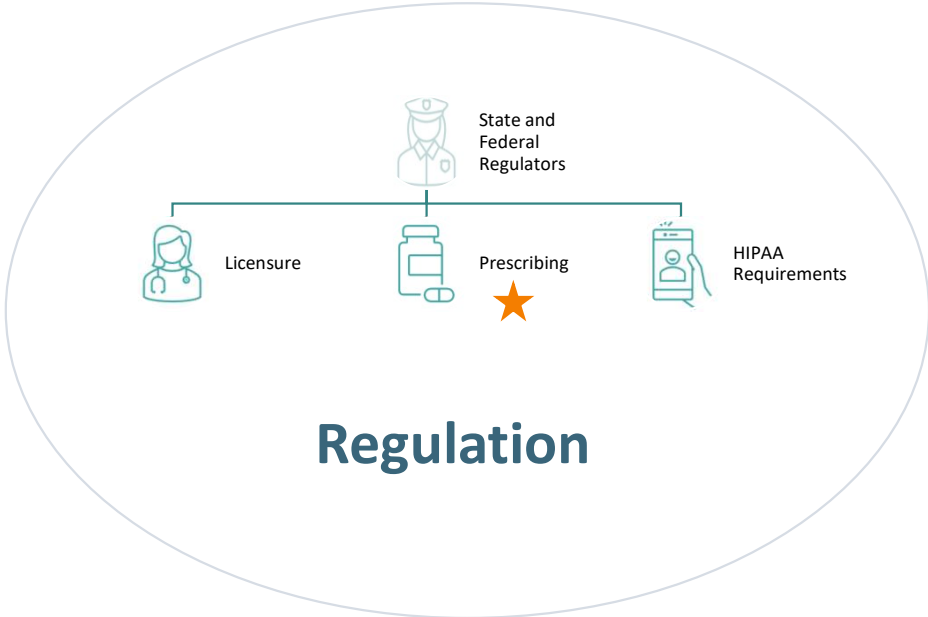 State and
Federal
Regulators
Licensure
Prescribing
HIPAA
Requirements
Regulation